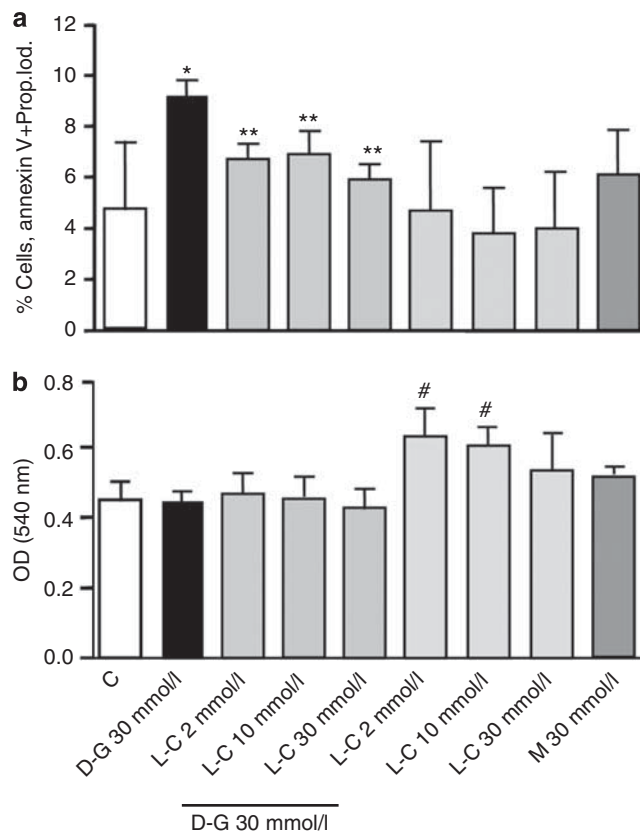 a
% Cells, annexin V+Prop.Iod.
12
10
8
6
4
2
0
*
**
**
**
b
OD (540 nm)
0.8
0.6
0.4
0.2
0.0
#
#
C
D-G 30 mmol/l
L-C 2 mmol/l
L-C 10 mmol/l
L-C 30 mmol/l
L-C 2 mmol/l
L-C 10 mmol/l
L-C 30 mmol/l
M 30 mmol/l
D-G 30 mmol/l